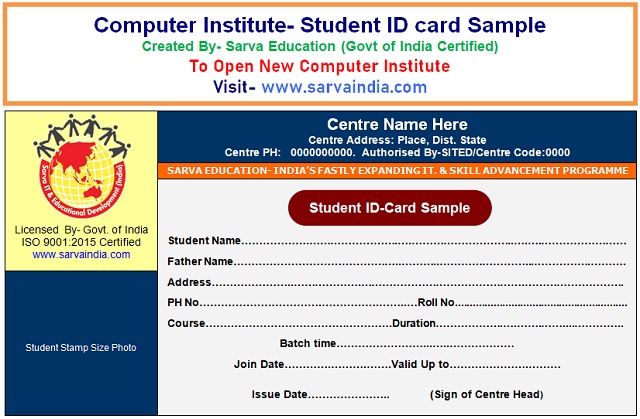 Computer Institute- Student ID card Sample
Created By- Sarva Education (Govt of India Certified)
To Open New Computer Institute
Visit- www.sarvaindia.com
Sarva IT & Educational Development (India)
Licensed By- Govt. of India
ISO 9001:2015 Certified
www.sarvaindia.com
Student Stamp Size Photo
Centre Name Here
Centre Address: Place, Dist. State
Centre PH: 0000000000. Authorised By-SITED/Centre Code:0000
SARVA EDUCATION- INDIA'S FASTLY EXPANDING IT. & SKILL ADVANCEMENT PROGRAMME
Student ID-Card Sample
Student Name……………………………………………………………………
Father Name……………………………………………………………………
Address……………………………………………………………………
PH No……………………………………Roll No……………………………
Course……………………………………Duration……………………………
Batch time……………………………
Join Date……………………Valid Up to……………………
Issue Date…………………… (Sign of Centre Head)